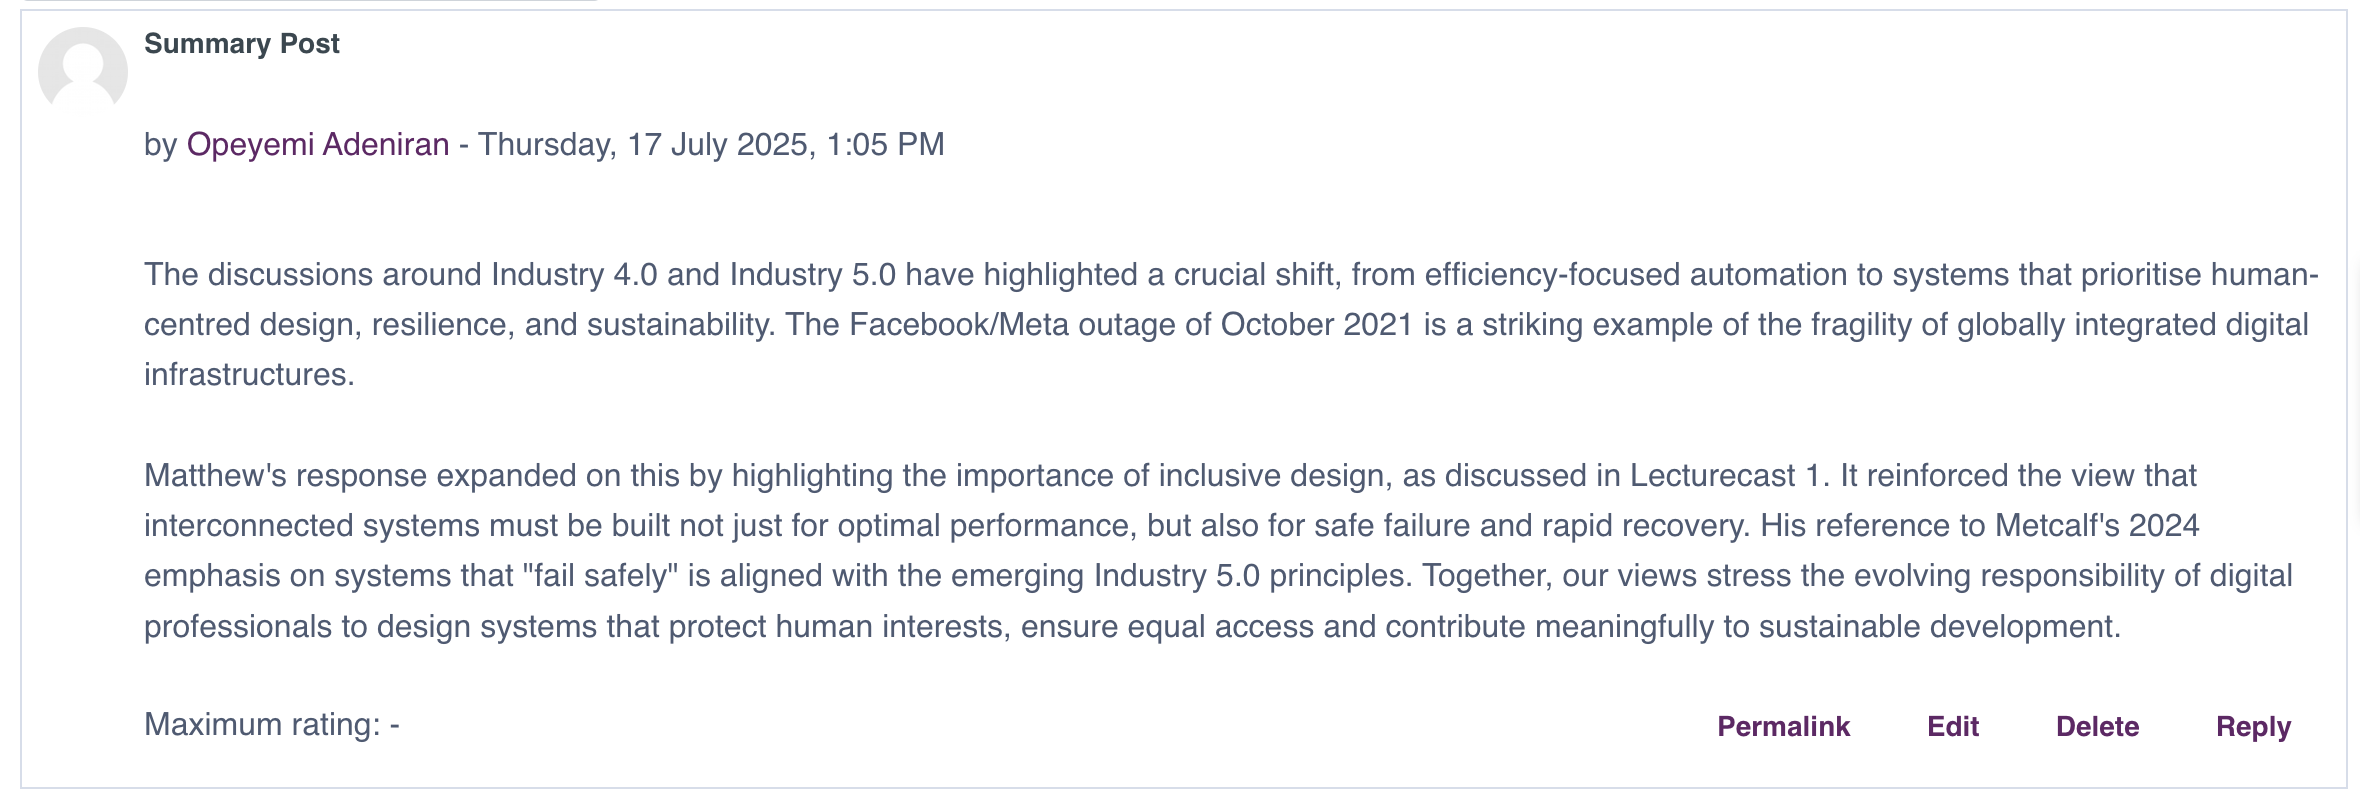 Summary Post
by Opeyemi Adeniran - Thursday, 17 July 2025, 1:05 PM
The discussions around Industry 4.0 and Industry 5.0 have highlighted a crucial shift, from efficiency-focused automation to systems that prioritise human-
centred design, resilience, and sustainability. The Facebook/Meta outage of October 2021 is a striking example of the fragility of globally integrated digital
infrastructures.
Matthew's response expanded on this by highlighting the importance of inclusive design, as discussed in Lecturecast 1. It reinforced the view that
interconnected systems must be built not just for optimal performance, but also for safe failure and rapid recovery. His reference to Metcalf's 2024
emphasis on systems that "fail safely" is aligned with the emerging Industry 5.0 principles. Together, our views stress the evolving responsibility of digital
professionals to design systems that protect human interests, ensure equal access and contribute meaningfully to sustainable development.
Maximum rating: -
Permalink Edit Delete Reply